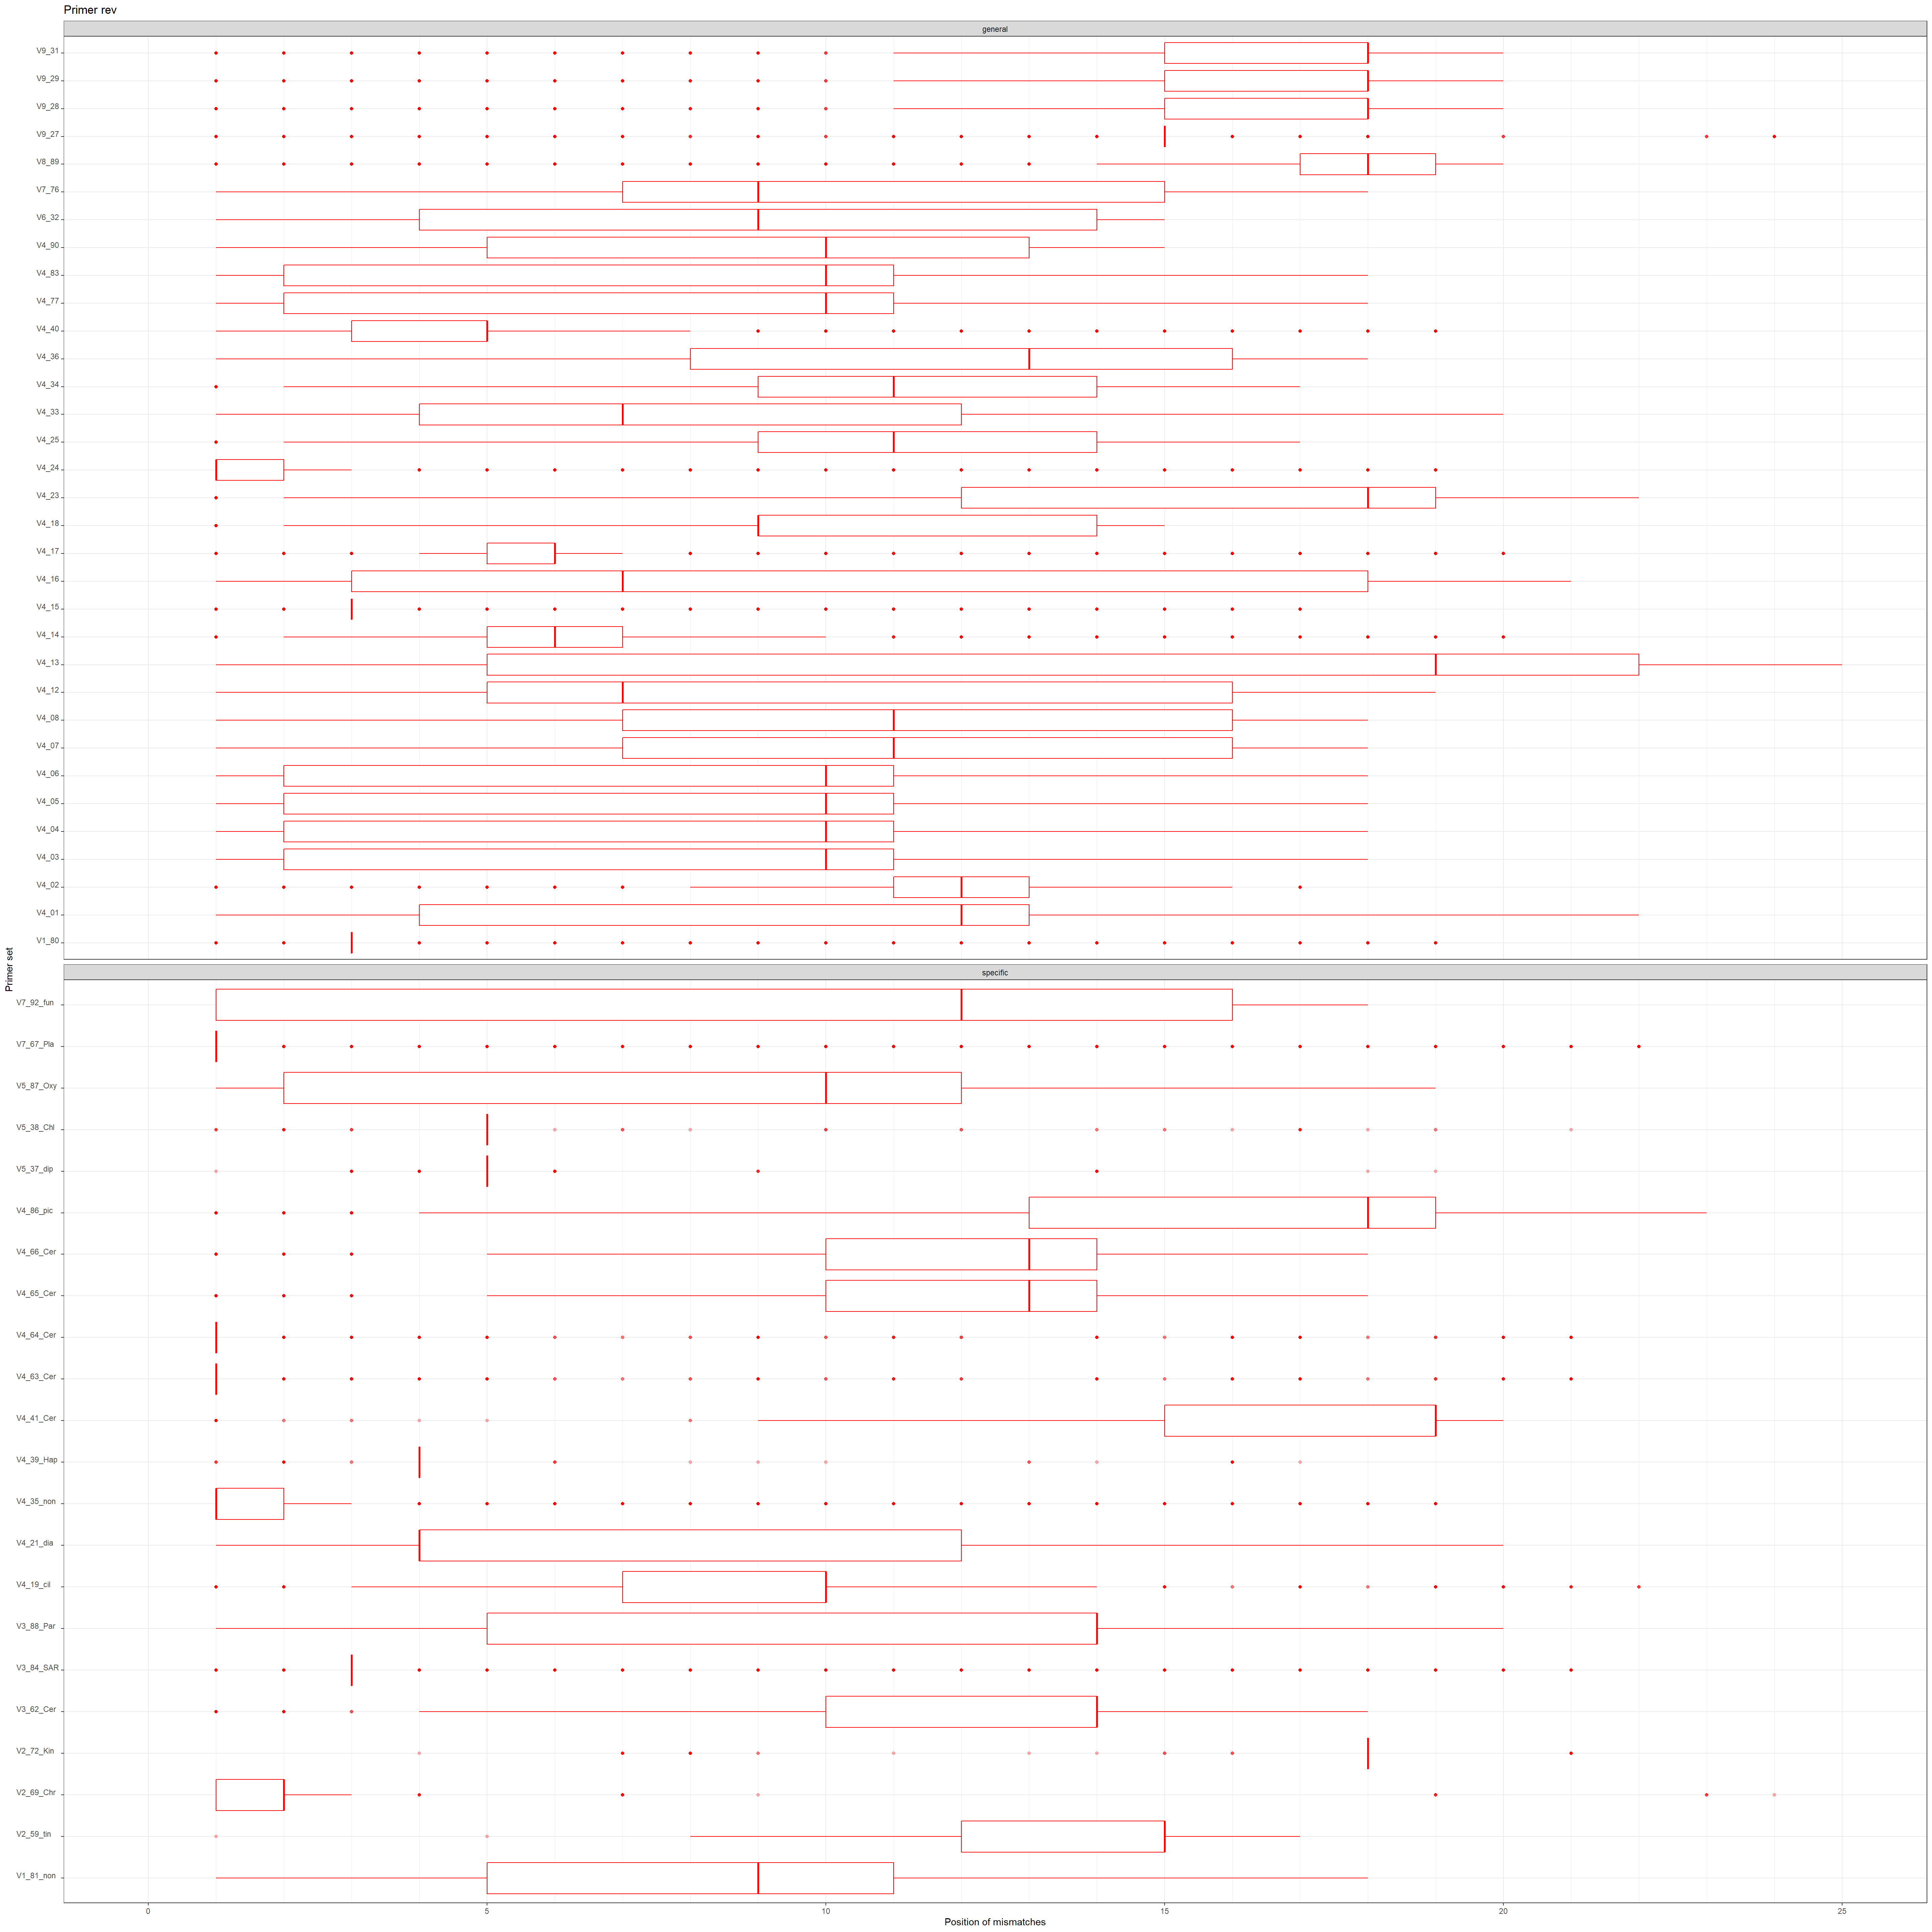 Primer rev
general
V9_31
V9_29
V9_28
V9_27
V8_89
V7_76
V6_32
V4_90
V4_83
V4_77
V4_40
V4_36
V4_34
V4_33
V4_25
V4_24
V4_23
V4_18
V4_17
V4_16
V4_15
V4_14
V4_13
V4_12
V4_08
V4_07
V4_06
V4_05
V4_04
V4_03
V4_02
V4_01
V1_80
Primer set
specific
V7_92_fun
V7_67_Pla
V5_87_Oxy
V5_38_Chl
V5_37_dip
V4_86_pic
V4_66_Cer
V4_65_Cer
V4_64_Cer
V4_63_Cer
V4_41_Cer
V4_39_Hap
V4_35_non
V4_21_dia
V4_19_cil
V3_88_Par
V3_84_SAR
V3_62_Cer
V2_72_Kin
V2_69_Chr
V2_59_tin
V1_81_non
0 5 10 15 20 25
Position of mismatches